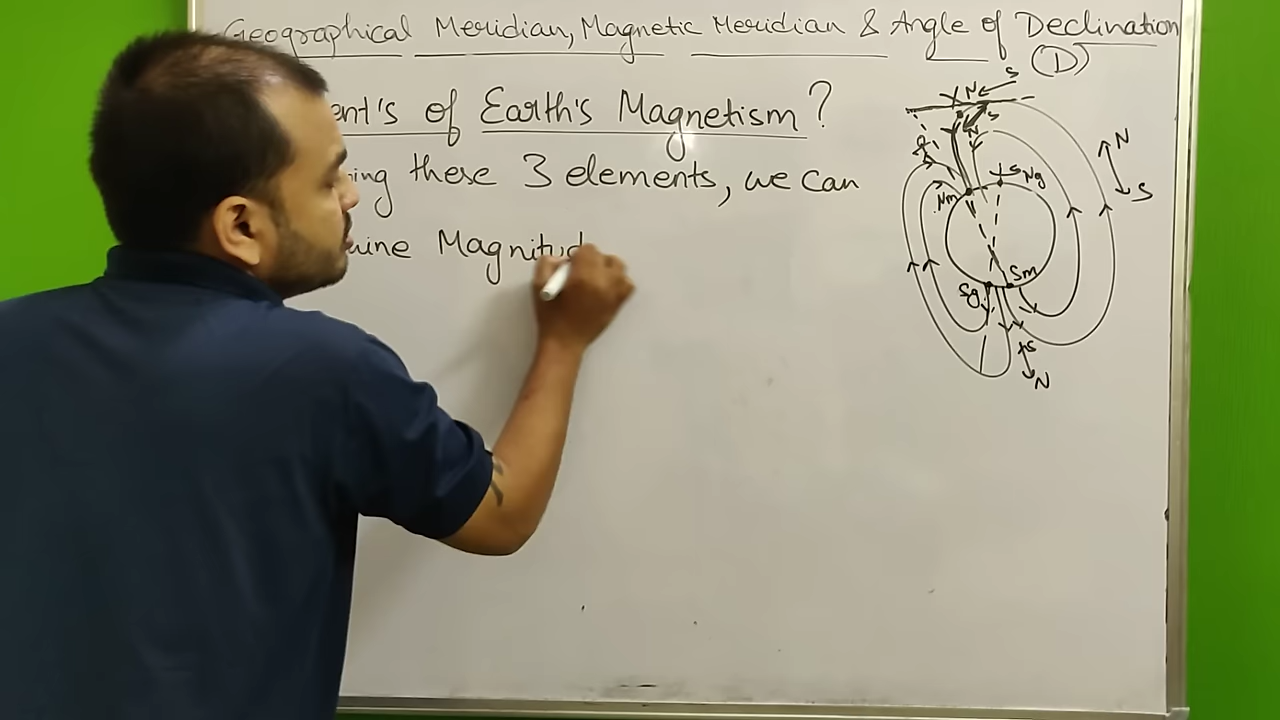 Geographical Meridian, Magnetic Meridian & Angle of Declination
(D)
ent's of Earth's Magnetism?
ing these 3 elements, we can
ine Magnitud
N S
S
N
N
S
S Ng
Nm
Sm
Sg
S
N